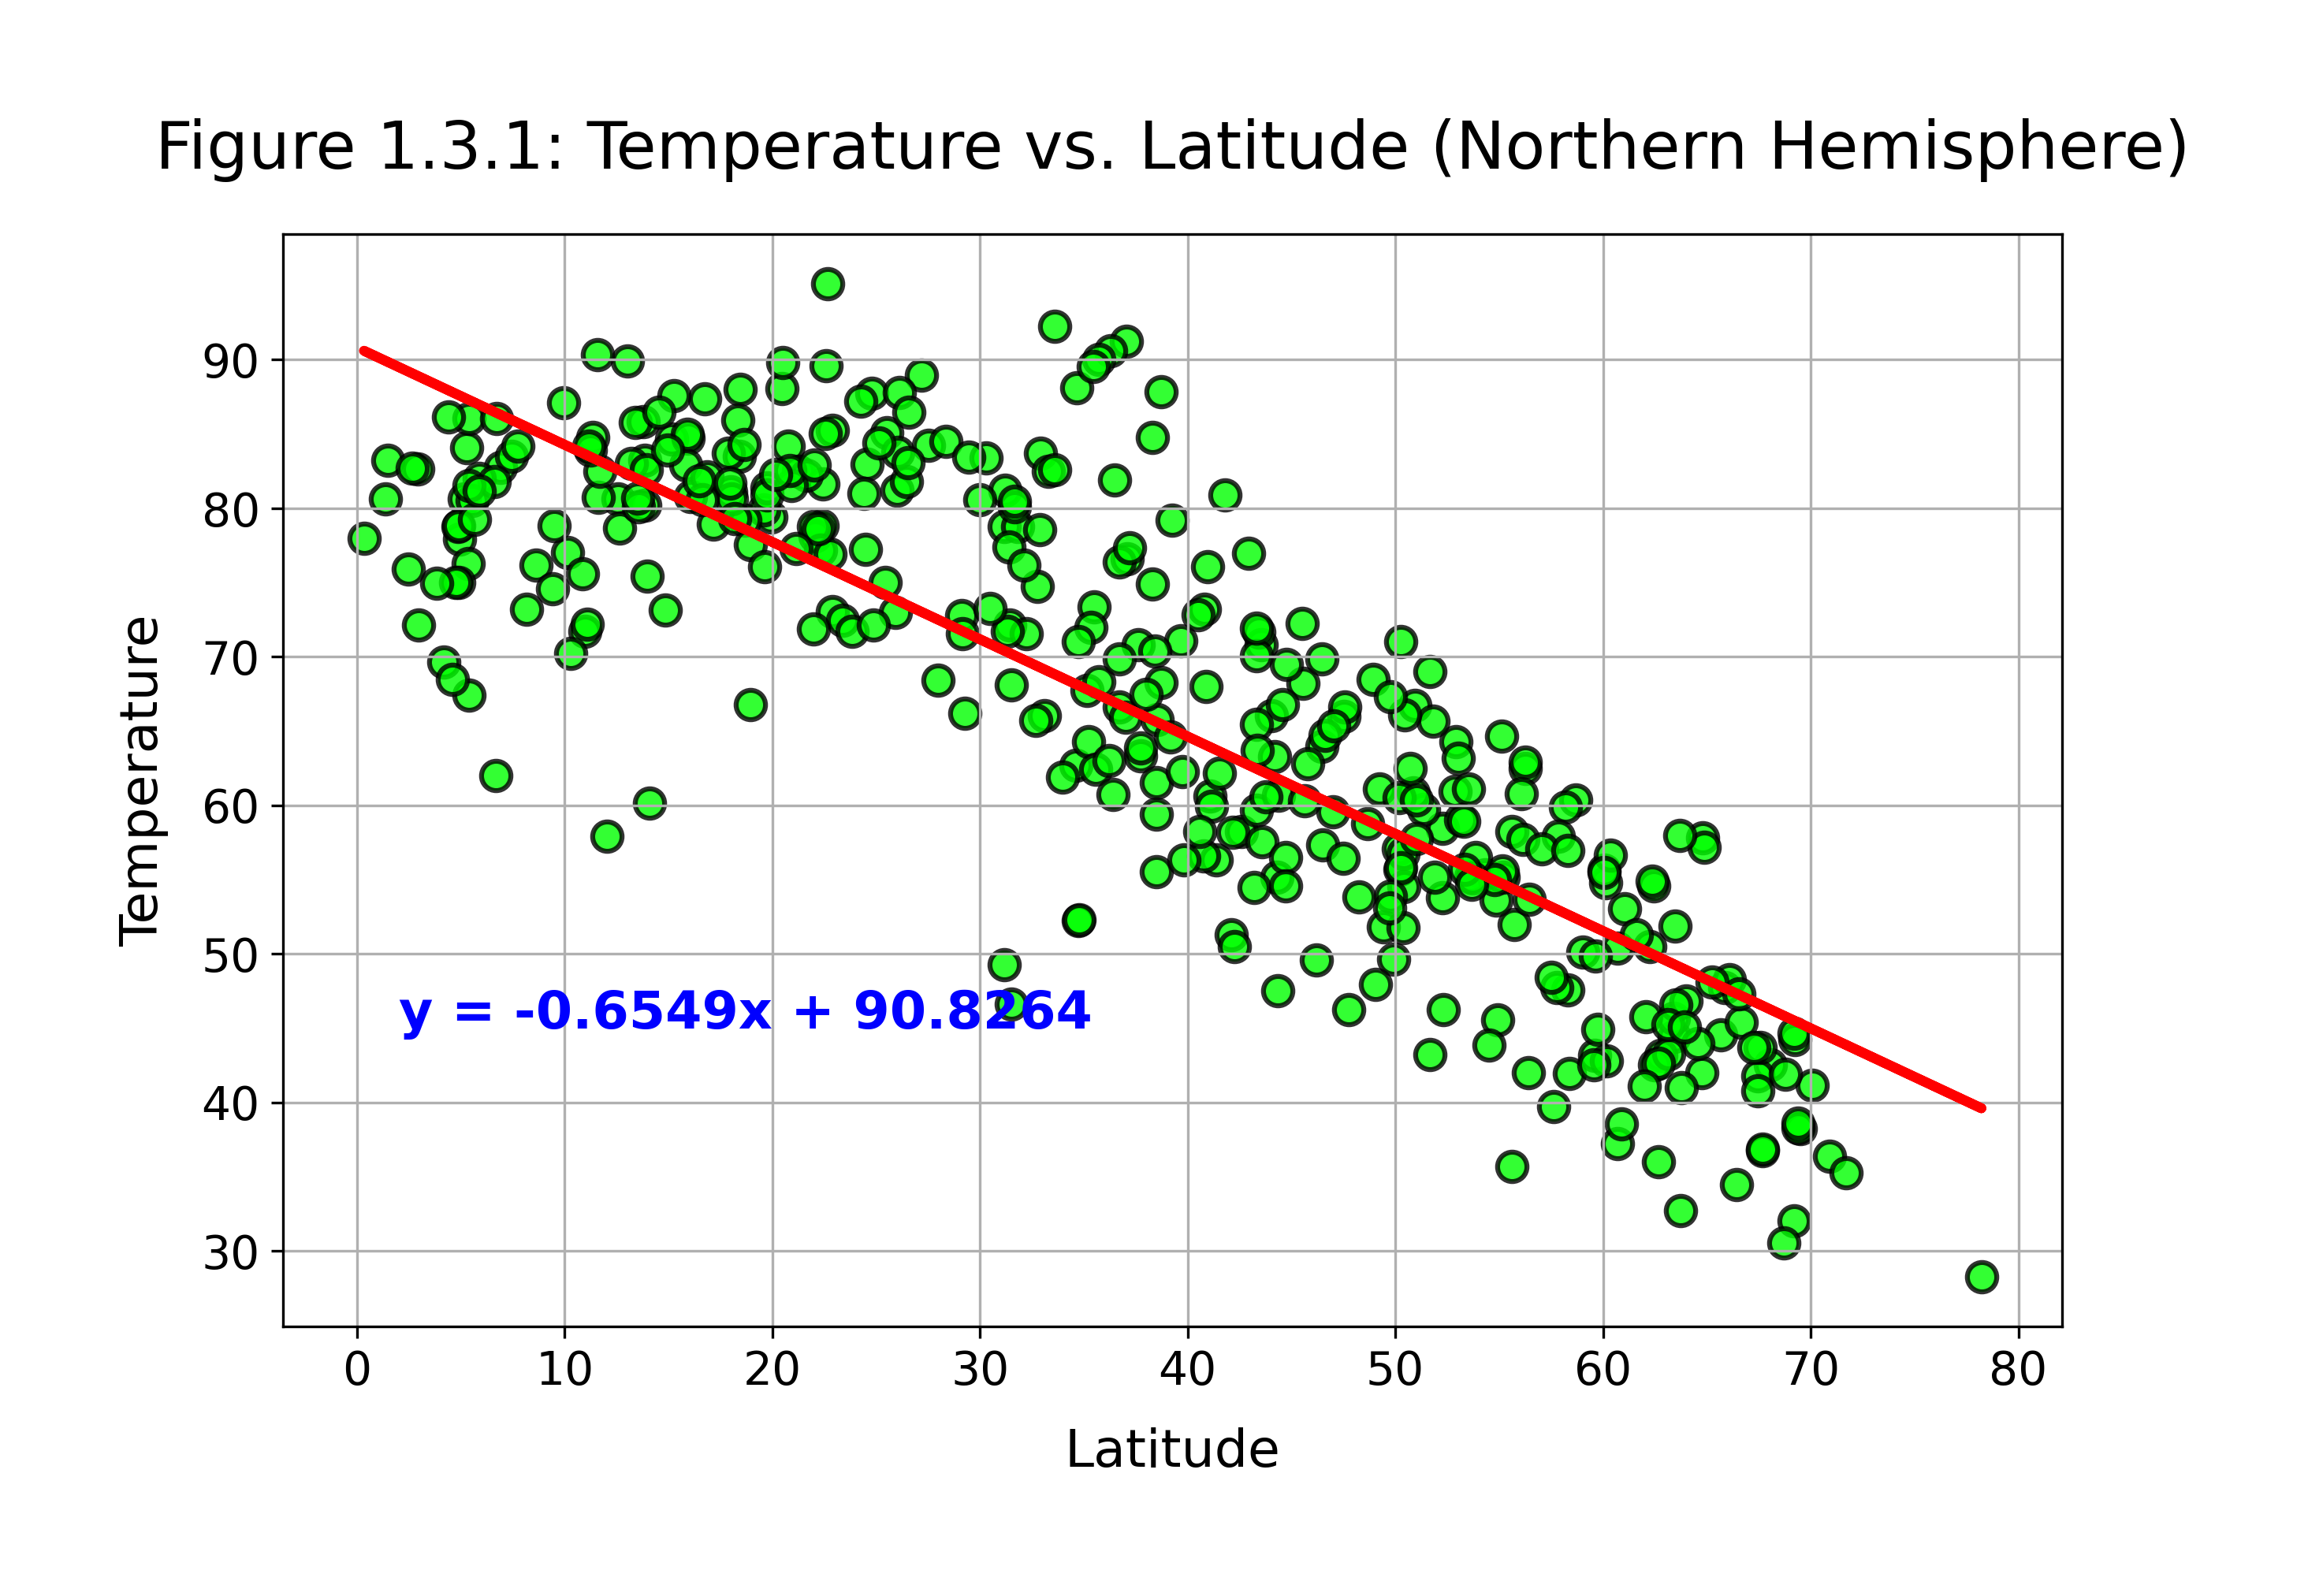 Figure 1.3.1: Temperature vs. Latitude (Northern Hemisphere)
90
80
70
60
50
40
30
Temperature
y = -0.6549x + 90.8264
0 10 20 30 40 50 60 70 80
Latitude